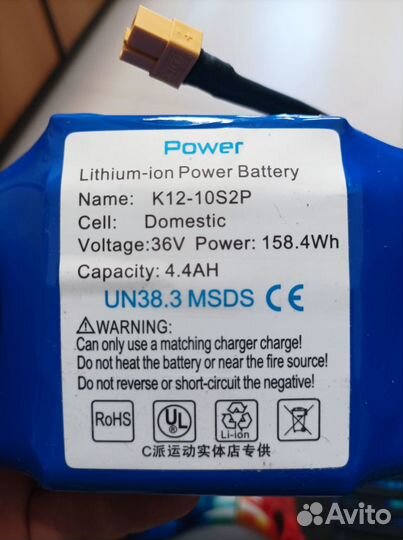 Power
Lithium-ion Power Battery
Name: K12-10S2P
Cell: Domestic
Voltage:36V Power: 158.4Wh
Capacity: 4.4AH
UN38.3 MSDS CE
WARNING:
Can only use a matching charger charge!
Do not heat the battery or near the fire source!
Do not reverse or short-circuit the negative!
RoHS UL Li-ion
C派运动实体店专供
Avito